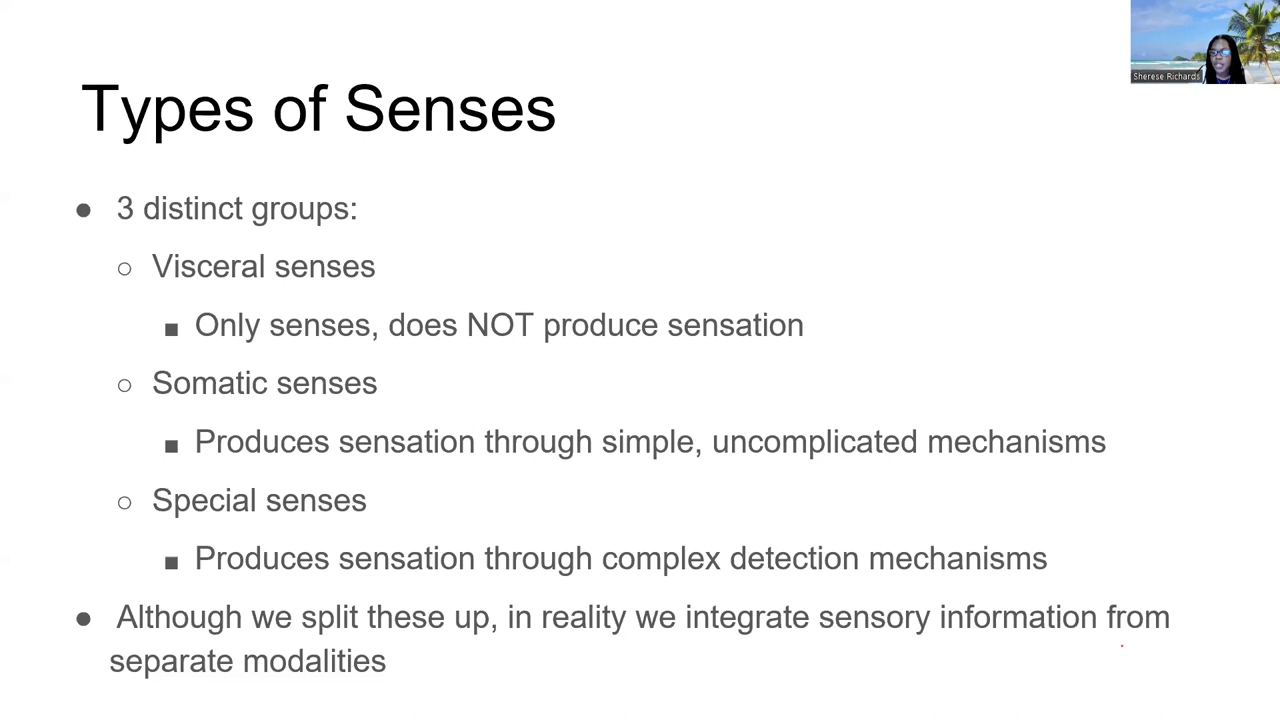 Sherese Richards
Types of Senses
● 3 distinct groups:
○ Visceral senses
■ Only senses, does NOT produce sensation
○ Somatic senses
■ Produces sensation through simple, uncomplicated mechanisms
○ Special senses
■ Produces sensation through complex detection mechanisms
● Although we split these up, in reality we integrate sensory information from
separate modalities